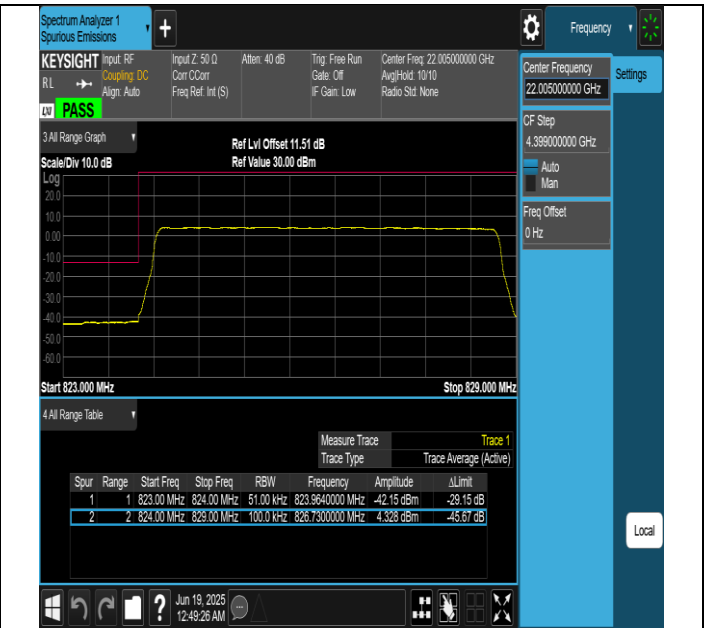 Spectrum Analyzer 1
Spurious Emissions
Frequency
KEYSIGHT
RL
LXI PASS
Input: RF
Coupling: DC
Align: Auto
Input Z: 50 Ω
Corr CCorr
Freq Ref: Int (S)
Atten: 40 dB
Trig: Free Run
Gate: Off
IF Gain: Low
Center Freq: 22.005000000 GHz
Avg|Hold: 10/10
Radio Std: None
Center Frequency
22.005000000 GHz
Settings
CF Step
4.399000000 GHz
Auto
Man
Freq Offset
0 Hz
3 All Range Graph
Scale/Div 10.0 dB
Ref Lvl Offset 11.51 dB
Ref Value 30.00 dBm
Log
20.0
10.0
0.00
-10.0
-20.0
-30.0
-40.0
-50.0
-60.0
Start 823.000 MHz Stop 829.000 MHz
4 All Range Table
Measure Trace Trace 1
Trace Type Trace Average (Active)
Spur Range Start Freq Stop Freq RBW Frequency Amplitude ΔLimit
1 1 823.00 MHz 824.00 MHz 51.00 kHz 823.9640000 MHz -42.15 dBm -29.15 dB
2 2 824.00 MHz 829.00 MHz 100.0 kHz 826.7300000 MHz 4.328 dBm -45.67 dB
Local
? Jun 19, 2025
12:49:26 AM